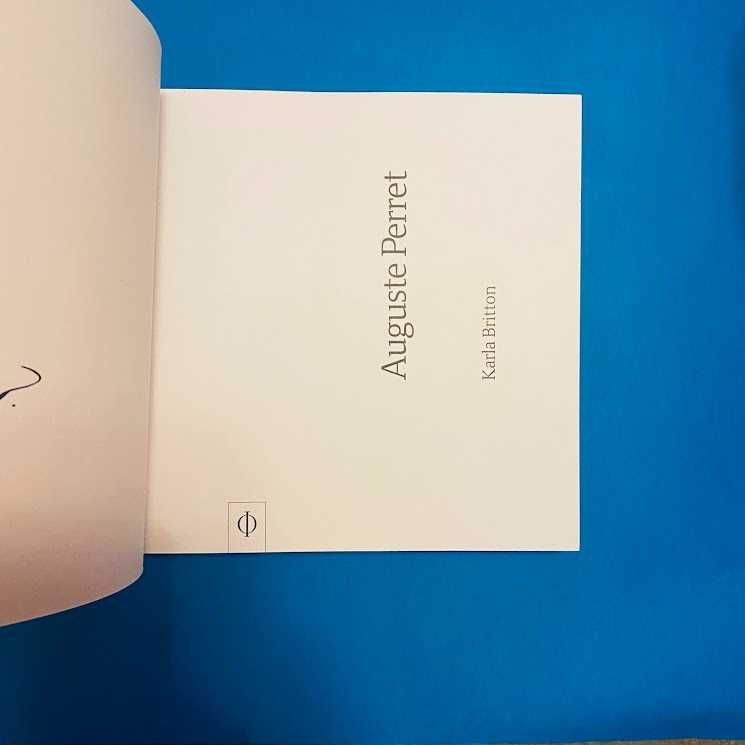 Auguste Perret
Karla Britton
Φ